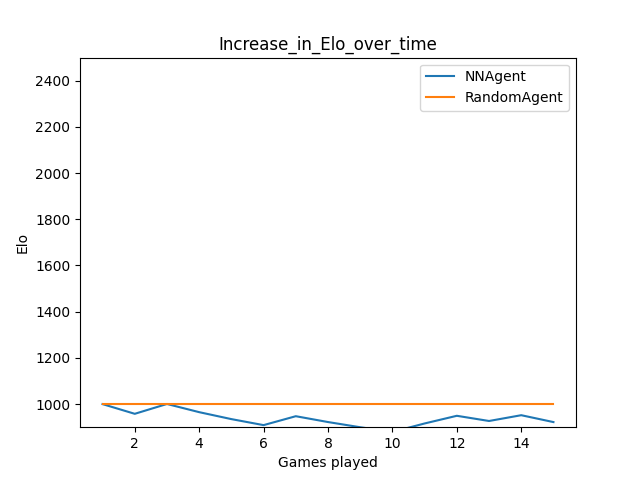 Increase_in_Elo_over_time
NNAgent
RandomAgent
2400
2200
2000
1800
1600
1400
1200
1000
Elo
2 4 6 8 10 12 14
Games played